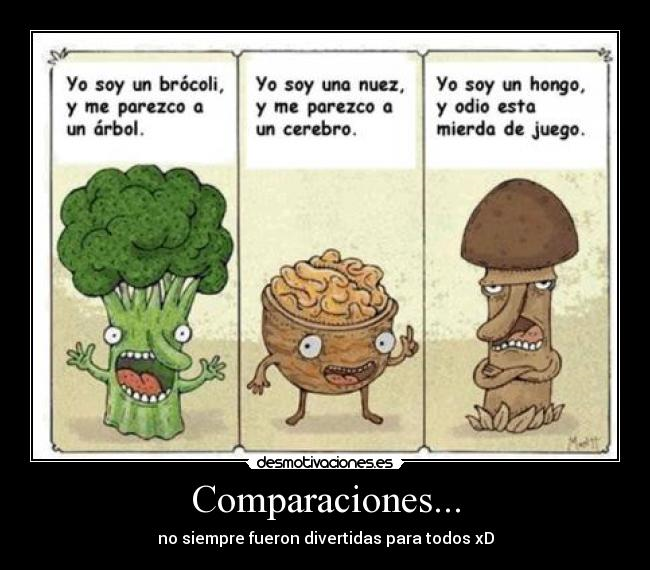 Yo soy un brócoli,
y me parezco a
un árbol.
Yo soy una nuez,
y me parezco a
un cerebro.
Yo soy un hongo,
y odio esta
mierda de juego.
desmotivaciones.es
Comparaciones...
no siempre fueron divertidas para todos xD